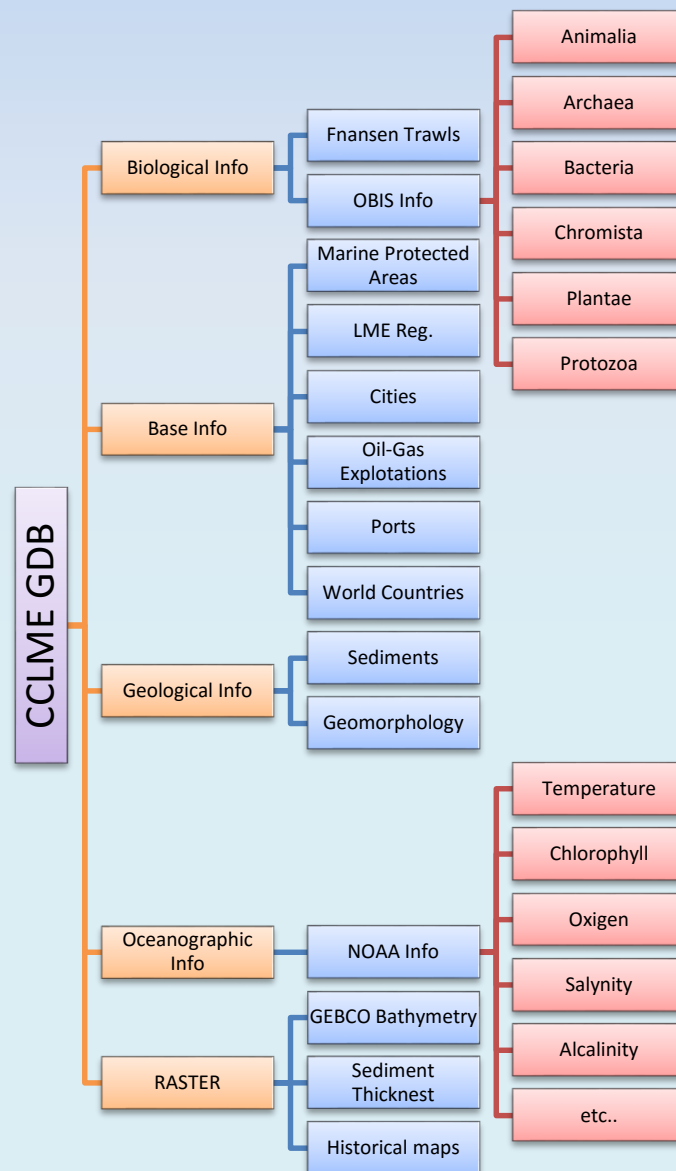 CCLME GDB
Biological Info
Fnansen Trawls
OBIS Info
Animalia
Archaea
Bacteria
Chromista
Plantae
Protozoa
Base Info
Marine Protected
Areas
LME Reg.
Cities
Oil-Gas
Explotations
Ports
World Countries
Geological Info
Sediments
Geomorphology
Oceanographic
Info
NOAA Info
Temperature
Chlorophyll
Oxigen
Salynity
Alcalinity
etc..
RASTER
GEBCO Bathymetry
Sediment
Thicknest
Historical maps